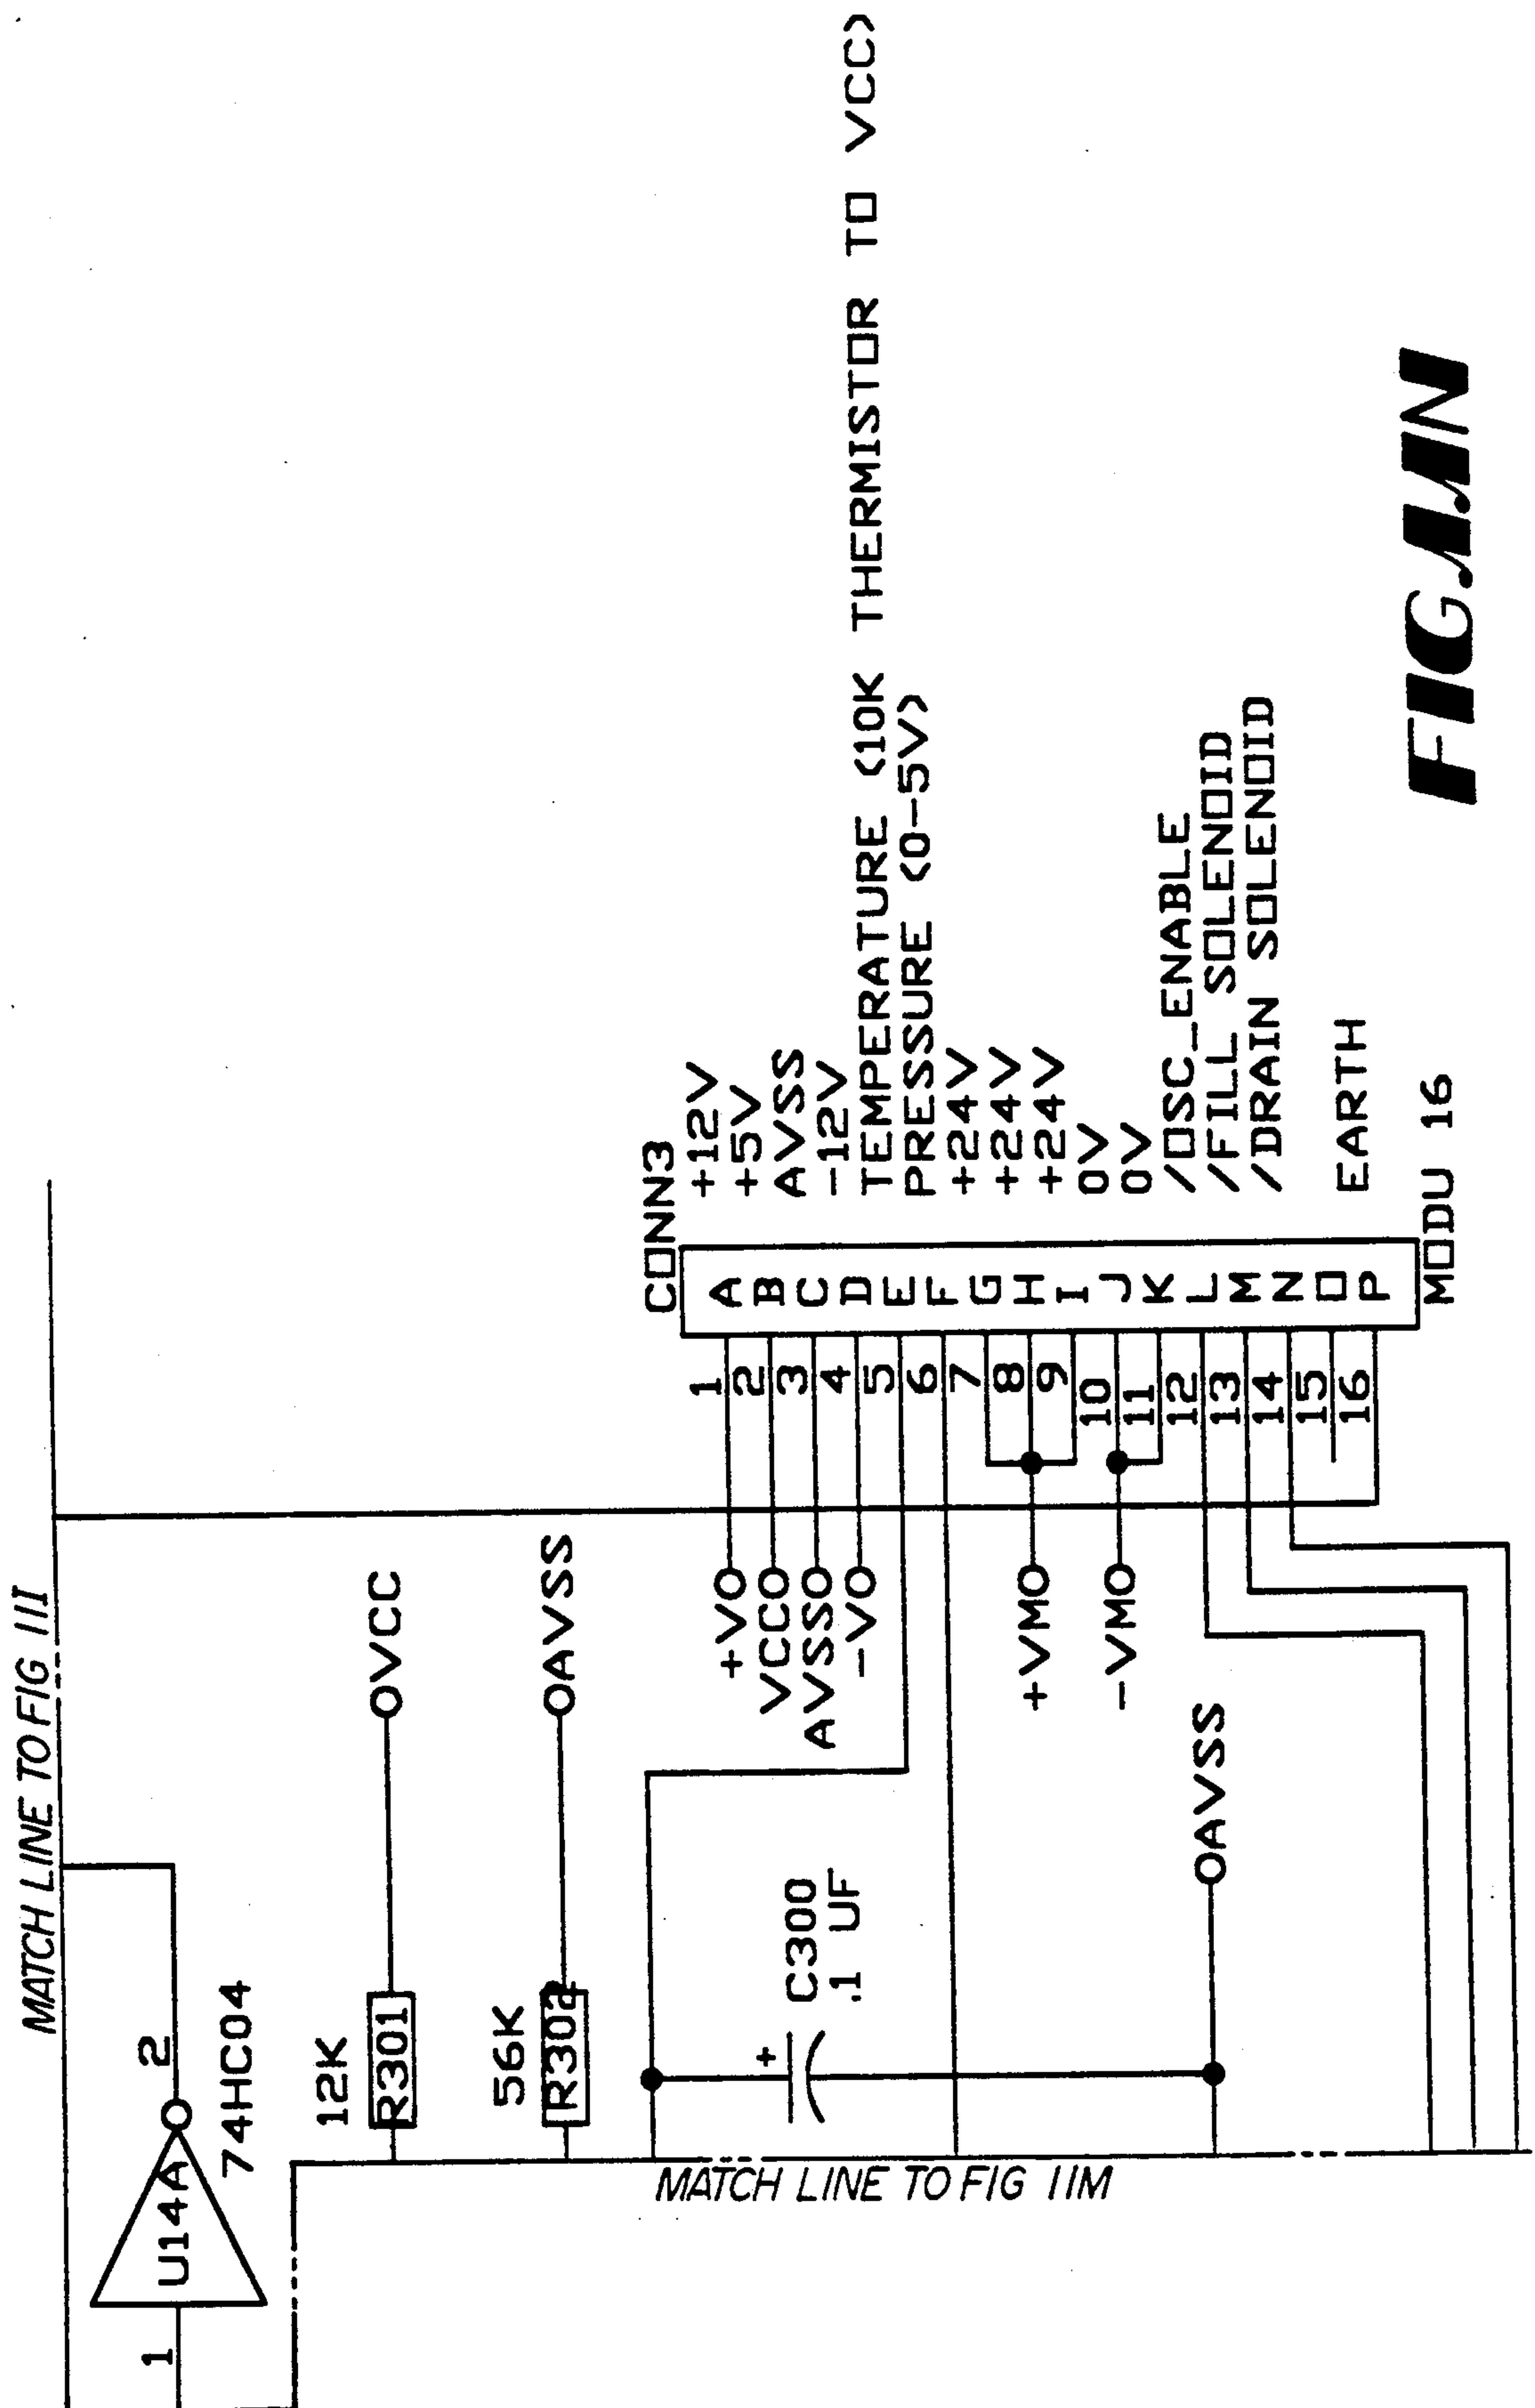 MATCH LINE TO FIG 11I
1
U14A
2
74HC04
12K
R301
OVCC
56K
R302
OAVSS
C300
+
.1 UF
OAVSS
MATCH LINE TO FIG 11M
+VO
VCCO
AVSSO
-VO
+VMO
-VMO
CONN3
1 A +12V
2 B +5V
3 C AVSS
4 D -12V
5 E TEMPERATURE (10K THERMISTOR TO VCC)
6 F PRESSURE (0-5V)
7 G +24V
8 H +24V
9 I +24V
10 J 0V
11 K 0V
12 L /OSC_ENABLE
13 M /FILL SOLENOID
14 N /DRAIN SOLENOID
15 O
16 P EARTH
MODU 16
FIG.11N